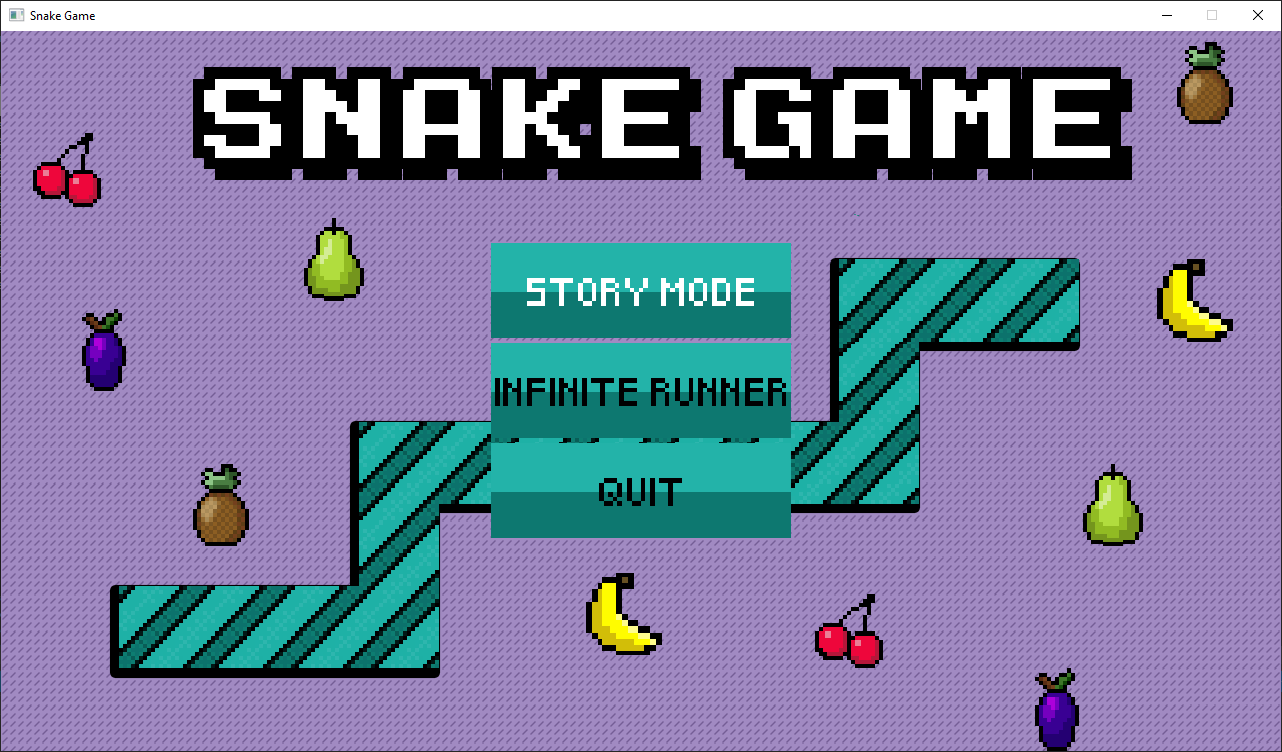 Snake Game
SNAKE GAME
STORY MODE
INFINITE RUNNER
QUIT